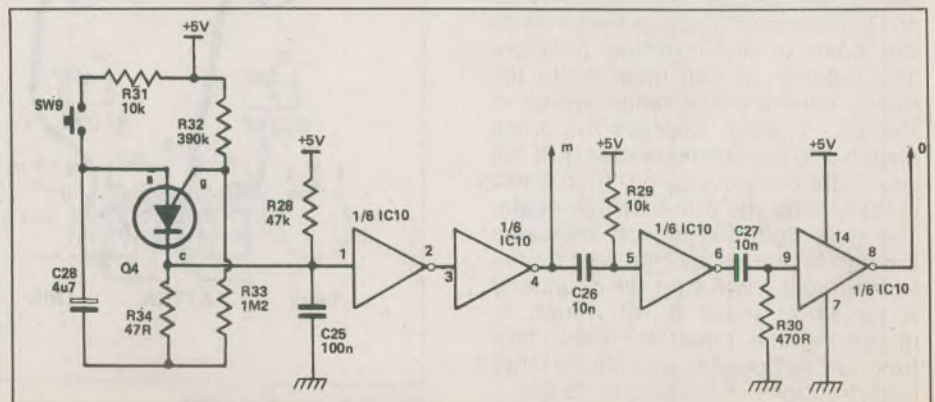 +5V
R31
10k
SW9
R32
390k
a
g
c
Q4
C28
4u7
R34
47R
R33
1M2
R28
47k
C25
100n
1/6 IC10
1
2
1/6
IC10
3
4
m
C26
10n
+5V
R29
10k
1/6 IC10
5
6
C27
10n
R30
470R
+5V
14
9
8
7
1/6 IC10
0